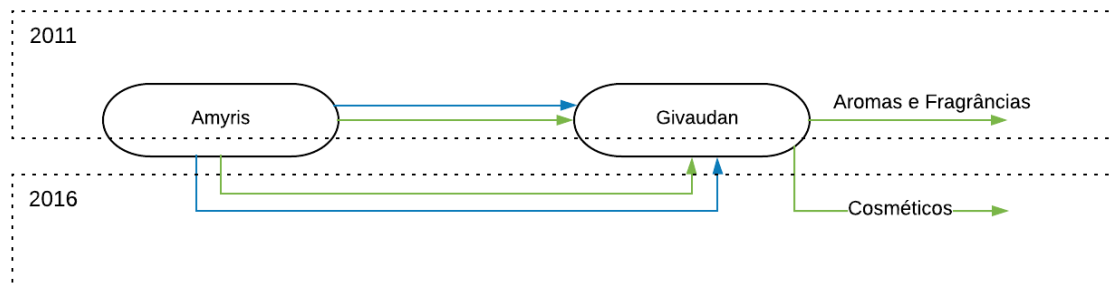 2011
Amyris
Givaudan
Aromas e Fragrâncias
2016
Cosméticos